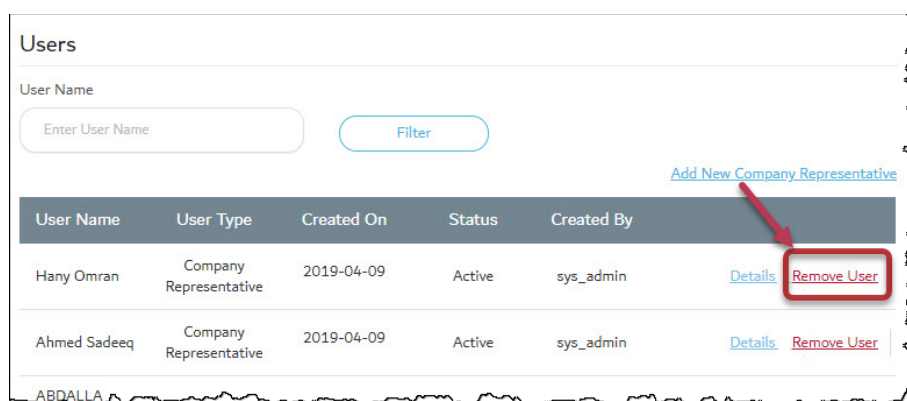 Users
User Name
Enter User Name
Filter
Add New Company Representative
User Name User Type Created On Status Created By
Hany Omran Company Representative 2019-04-09 Active sys_admin Details Remove User
Ahmed Sadeeq Company Representative 2019-04-09 Active sys_admin Details Remove User
ABDALLA